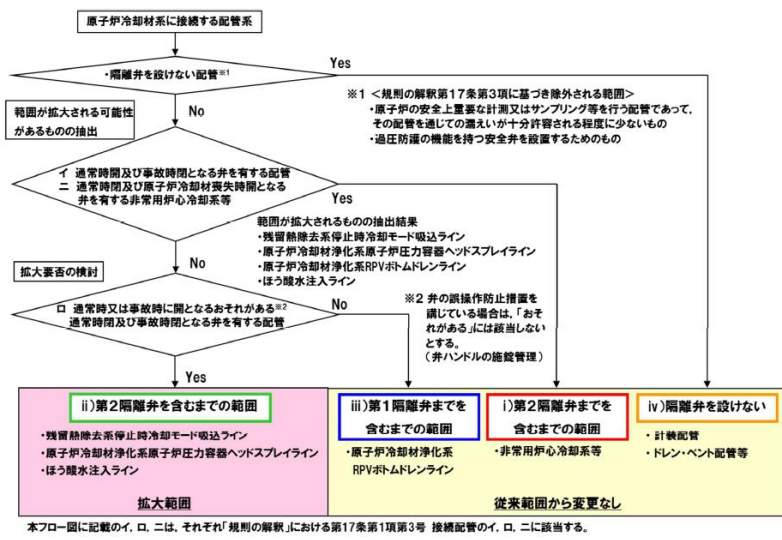 原子炉冷却材系に接続する配管系
・隔離弁を設けない配管※1
Yes
No
※1 <規則の解釈第17条第3項に基づき除外される範囲>
・原子炉の安全上重要な計測又はサンプリング等を行う配管であって,
その配管を通じての漏えいが十分許容される程度に少ないもの
・過圧防護の機能を持つ安全弁を設置するためのもの
範囲が拡大される可能性
があるものの抽出
イ 通常時開及び事故時閉となる弁を有する配管
ニ 通常時閉及び原子炉冷却材喪失時開となる
弁を有する非常用炉心冷却系等
Yes
No
範囲が拡大されるものの抽出結果
・残留熱除去系停止時冷却モード吸込ライン
・原子炉冷却材浄化系原子炉圧力容器ヘッドスプレイライン
・原子炉冷却材浄化系RPVボトムドレンライン
・ほう酸水注入ライン
拡大要否の検討
ロ 通常時又は事故時に開となるおそれがある※2
通常時閉及び事故時閉となる弁を有する配管
No
Yes
※2 弁の誤操作防止措置を
講じている場合は,「お
それがある」には該当しない
とする。
(弁ハンドルの施錠管理)
ii)第2隔離弁を含むまでの範囲
・残留熱除去系停止時冷却モード吸込ライン
・原子炉冷却材浄化系原子炉圧力容器ヘッドスプレイライン
・ほう酸水注入ライン
拡大範囲
iii)第1隔離弁までを
含むまでの範囲
・原子炉冷却材浄化系
RPVボトムドレンライン
i)第2隔離弁までを
含むまでの範囲
・非常用炉心冷却系等
iv)隔離弁を設けない
・ 計装配管
・ ドレン・ベント配管等
従来範囲から変更なし
本フロー図に記載のイ, ロ, ニは, それぞれ「規則の解釈」における第17条第1項第3号 接続配管のイ, ロ, ニに該当する。